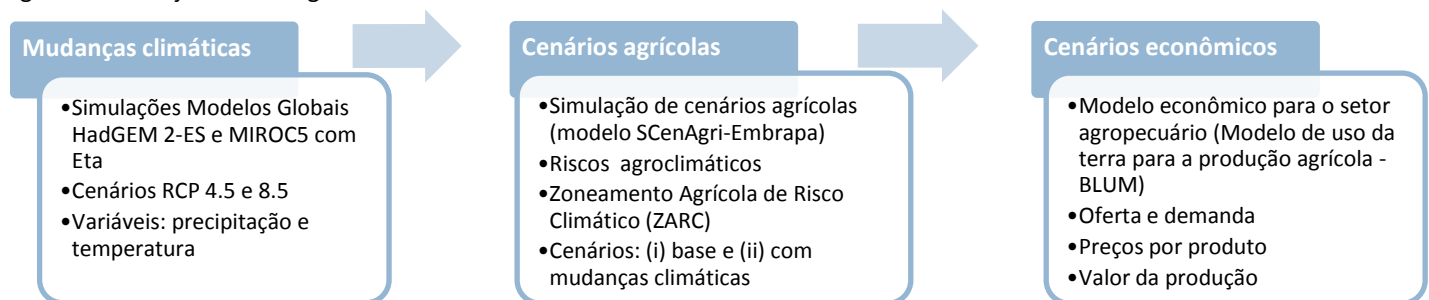 Mudanças climáticas
•Simulações Modelos Globais
HadGEM 2-ES e MIROC5 com
Eta
•Cenários RCP 4.5 e 8.5
•Variáveis: precipitação e
temperatura
Cenários agrícolas
•Simulação de cenários agrícolas
(modelo SCenAgri-Embrapa)
•Riscos agroclimáticos
•Zoneamento Agrícola de Risco
Climático (ZARC)
•Cenários: (i) base e (ii) com
mudanças climáticas
Cenários econômicos
•Modelo econômico para o setor
agropecuário (Modelo de uso da
terra para a produção agrícola -
BLUM)
•Oferta e demanda
•Preços por produto
•Valor da produção